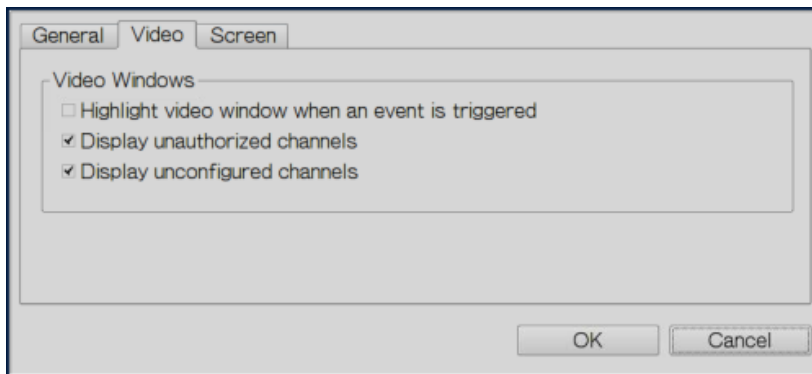 General Video Screen
Video Windows
Highlight video window when an event is triggered
Display unauthorized channels
Display unconfigured channels
OK Cancel